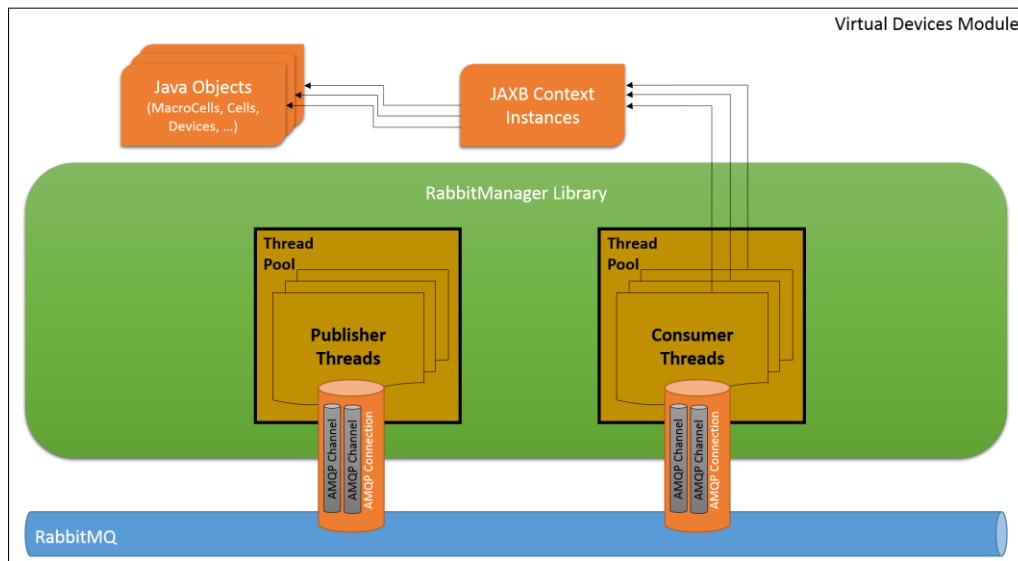 Virtual Devices Module
Java Objects
(MacroCells, Cells,
Devices, ...)
JAXB Context
Instances
RabbitManager Library
Thread
Pool
Publisher
Threads
AMQP Channel
AMQP Channel
AMQP Connection
Thread
Pool
Consumer
Threads
AMQP Channel
AMQP Channel
AMQP Connection
RabbitMQ